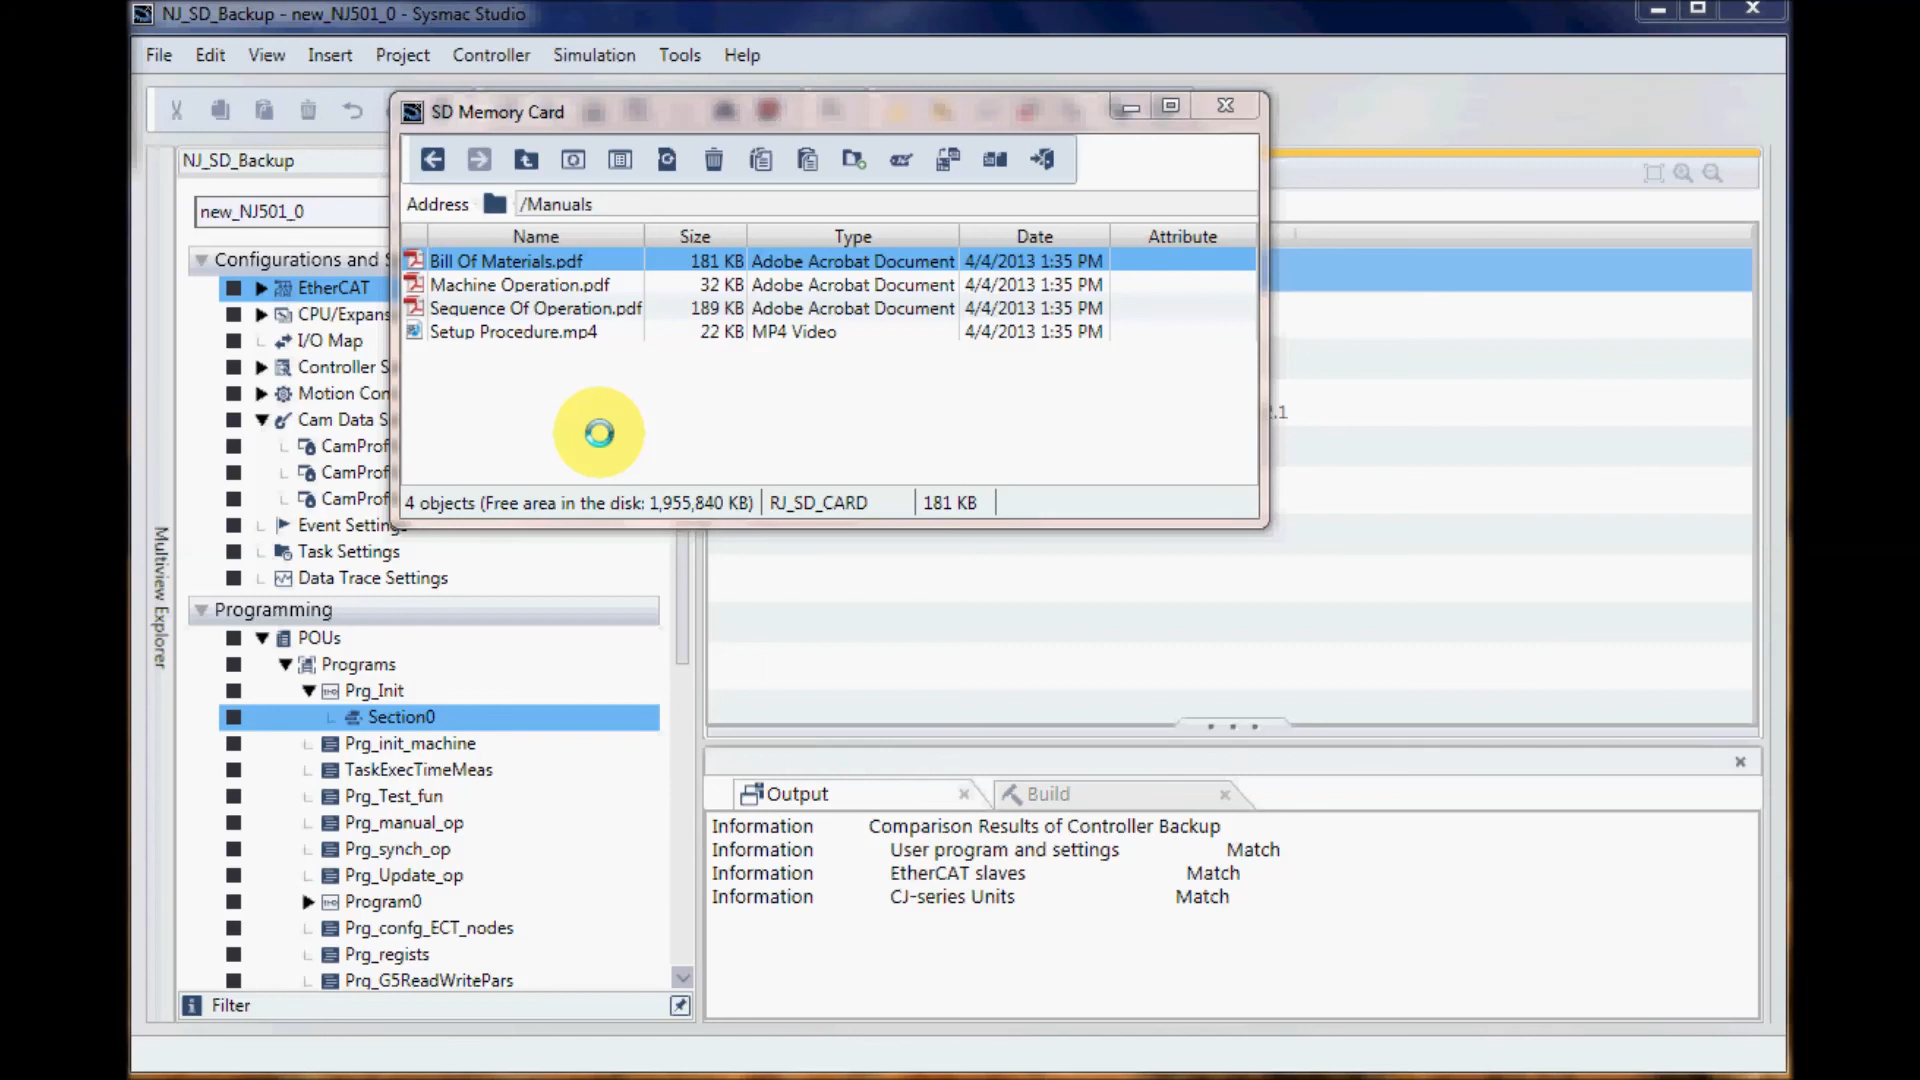 NJ_SD_Backup - new_NJ501_0 - Sysmac Studio
File Edit View Insert Project Controller Simulation Tools Help
SD Memory Card
NJ_SD_Backup
Address /Manuals
new_NJ501_0
Name Size Type Date Attribute
Bill Of Materials.pdf 181 KB Adobe Acrobat Document 4/4/2013 1:35 PM
Machine Operation.pdf 32 KB Adobe Acrobat Document 4/4/2013 1:35 PM
Sequence Of Operation.pdf 189 KB Adobe Acrobat Document 4/4/2013 1:35 PM
Setup Procedure.mp4 22 KB MP4 Video 4/4/2013 1:35 PM
4 objects (Free area in the disk: 1,955,840 KB) RJ_SD_CARD 181 KB
Configurations and S
EtherCAT
CPU/Expans
I/O Map
Controller S
Motion Con
Cam Data S
CamProf
CamProf
CamProf
Event Settings
Task Settings
Data Trace Settings
Multiview Explorer
Programming
POUs
Programs
Prg_Init
Section0
Prg_init_machine
TaskExecTimeMeas
Prg_Test_fun
Prg_manual_op
Prg_synch_op
Prg_Update_op
Program0
Prg_confg_ECT_nodes
Prg_regists
Prg_G5ReadWritePars
Filter
.1
Output Build
Information Comparison Results of Controller Backup
Information User program and settings Match
Information EtherCAT slaves Match
Information CJ-series Units Match